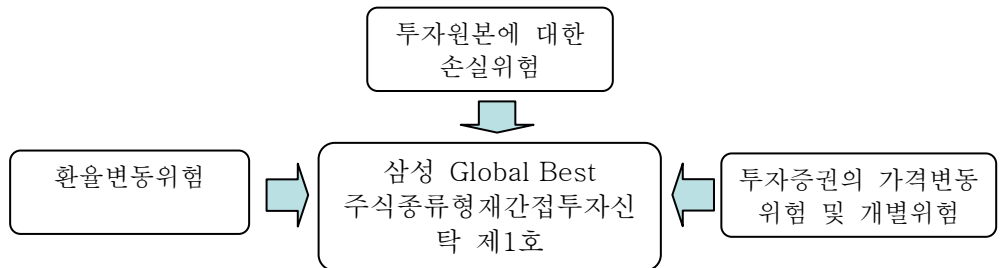 투자원본에 대한
손실위험
환율변동위험
삼성 Global Best
주식종류형재간접투자신
탁 제1호
투자증권의 가격변동
위험 및 개별위험